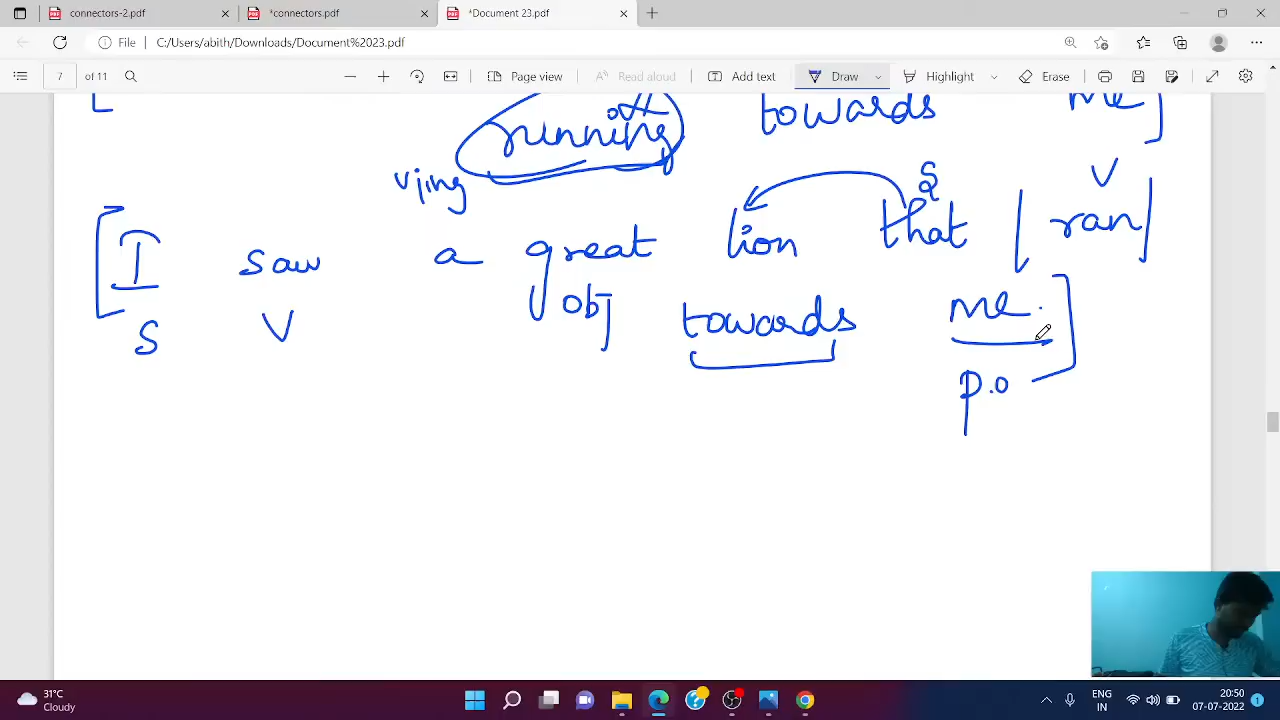 connectors-2.pdf
*connectors.pdf
*Document 23.pdf
File C:/Users/abith/Downloads/Document%2023.pdf
7 of 11
Page view
Read aloud
Add text
Draw
Highlight
Erase
running towards me
ving
S V
I saw a great lion that ran
S V obj towards me.
p.o
31°C
Cloudy
ENG
IN
20:50
07-07-2022